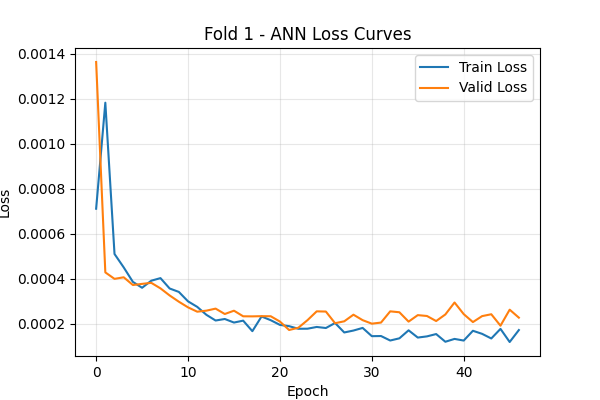 Fold 1 - ANN Loss Curves
Train Loss
Valid Loss
0.0014
0.0012
0.0010
0.0008
0.0006
0.0004
0.0002
Loss
0 10 20 30 40
Epoch